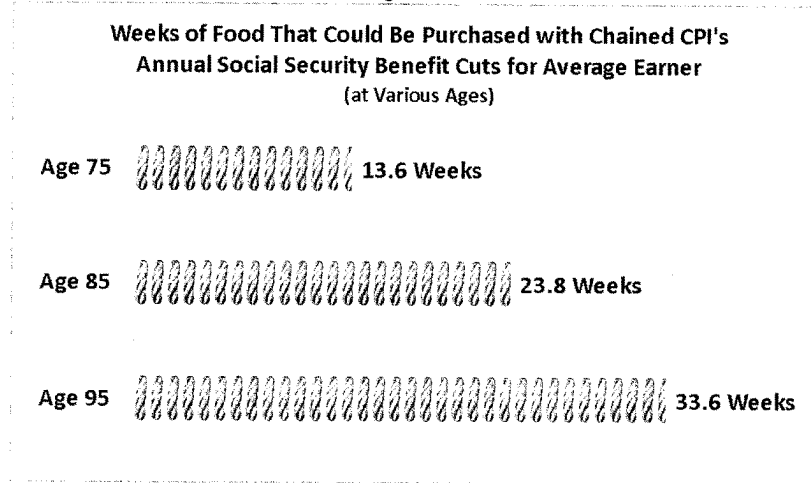 Weeks of Food That Could Be Purchased with Chained CPI's
Annual Social Security Benefit Cuts for Average Earner
(at Various Ages)
Age 75 13.6 Weeks
Age 85 23.8 Weeks
Age 95 33.6 Weeks